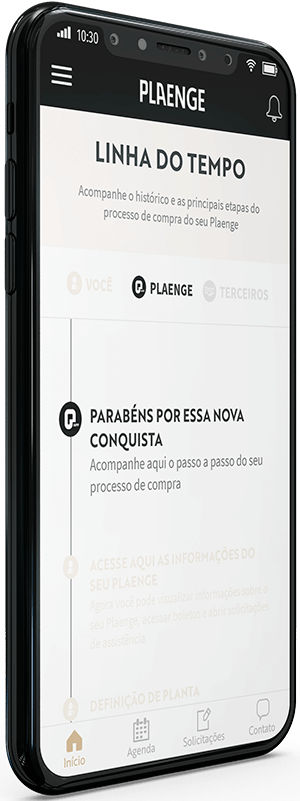 10:30
PLAENGE
LINHA DO TEMPO
Acompanhe o histórico e as principais etapas do
processo de compra do seu Plaenge
VOCÊ PLAENGE TERCEIROS
PARABÉNS POR ESSA NOVA
CONQUISTA
Acompanhe aqui o passo a passo do seu
processo de compra
ACESSE AQUI AS INFORMAÇÕES DO
SEU PLAENGE
Agora você pode visualizar informações sobre o
seu Plaenge, acessar boletos e abrir solicitações
de assistência
DEFINIÇÃO DE PLANTA
Início Agenda Solicitações Contato